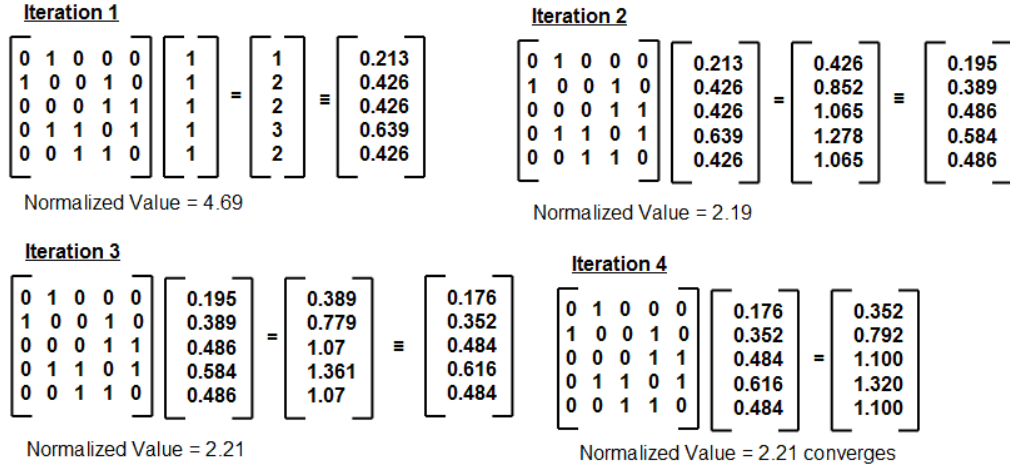 Iteration 1
0 1 0 0 0 1 1 0.213
1 0 0 1 0 1 2 0.426
0 0 0 1 1 1 = 2 ≡ 0.426
0 1 1 0 1 1 3 0.639
0 0 1 1 0 1 2 0.426
Normalized Value = 4.69
Iteration 2
0 1 0 0 0 0.213 0.426 0.195
1 0 0 1 0 0.426 0.852 0.389
0 0 0 1 1 0.426 = 1.065 ≡ 0.486
0 1 1 0 1 0.639 1.278 0.584
0 0 1 1 0 0.426 1.065 0.486
Normalized Value = 2.19
Iteration 3
0 1 0 0 0 0.195 0.389 0.176
1 0 0 1 0 0.389 0.779 0.352
0 0 0 1 1 0.486 = 1.07 ≡ 0.484
0 1 1 0 1 0.584 1.361 0.616
0 0 1 1 0 0.486 1.07 0.484
Normalized Value = 2.21
Iteration 4
0 1 0 0 0 0.176 0.352
1 0 0 1 0 0.352 0.792
0 0 0 1 1 0.484 = 1.100
0 1 1 0 1 0.616 1.320
0 0 1 1 0 0.484 1.100
Normalized Value = 2.21 converges